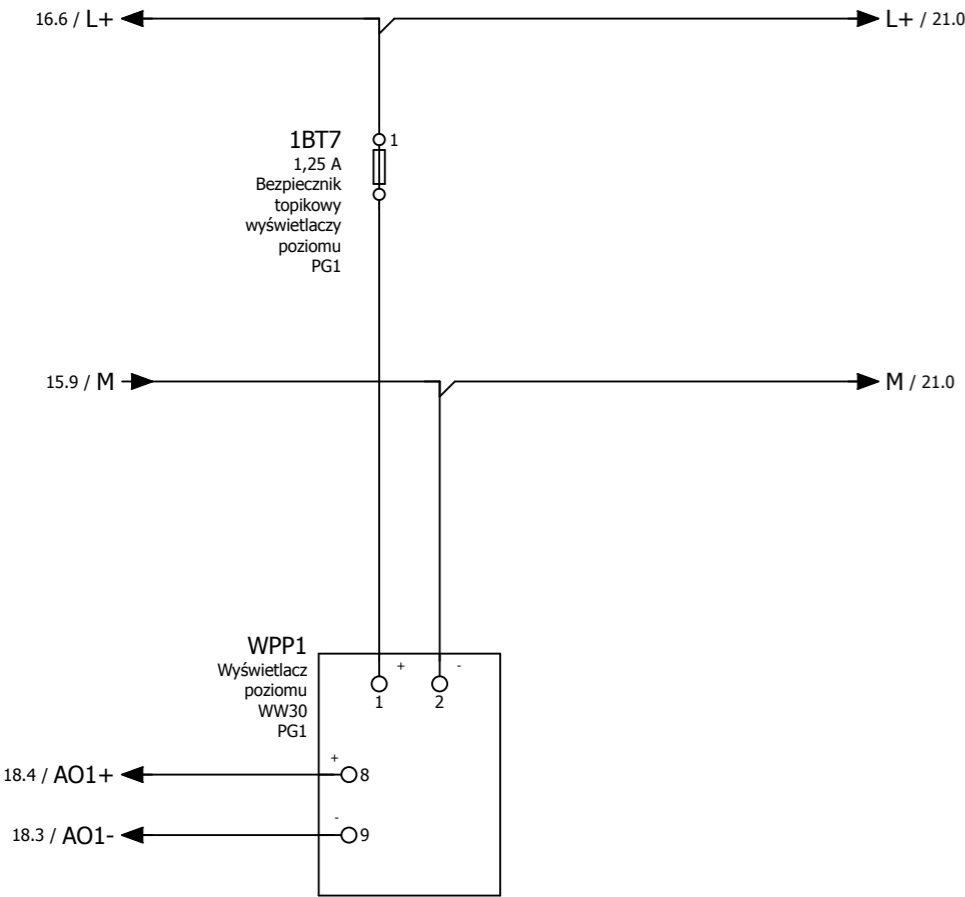 16.6 / L+
L+ / 21.0
1BT7
1
1,25 A
Bezpiecznik
topikowy
wyświetlaczy
poziomu
PG1
15.9 / M
M / 21.0
WPP1
Wyświetlacz
poziomu
WW30
PG1
+ -
1 2
+
18.4 / AO1+
8
-
18.3 / AO1-
9